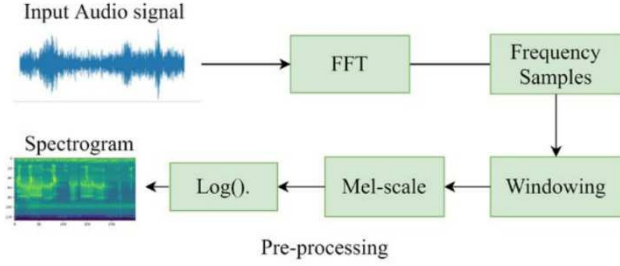 Input Audio signal
FFT
Frequency
Samples
Spectrogram
Log().
Mel-scale
Windowing
Pre-processing